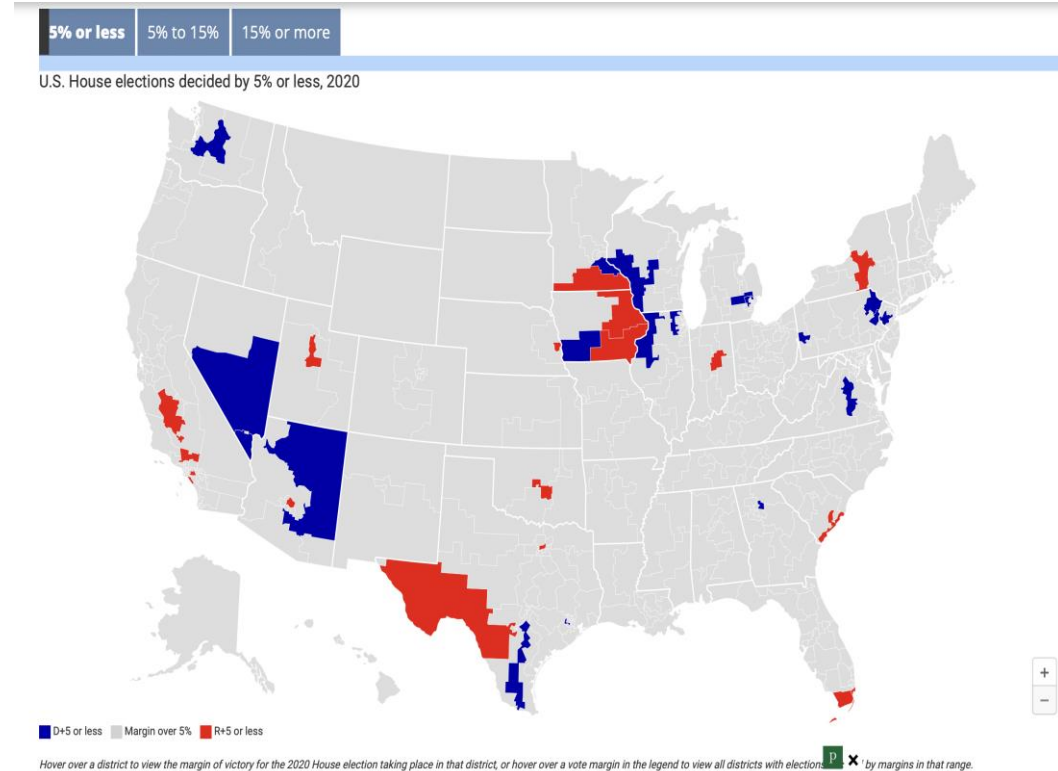 5% or less 5% to 15% 15% or more
U.S. House elections decided by 5% or less, 2020
+
−
D+5 or less Margin over 5% R+5 or less
P ×
Hover over a district to view the margin of victory for the 2020 House election taking place in that district, or hover over a vote margin in the legend to view all districts with elections by margins in that range.